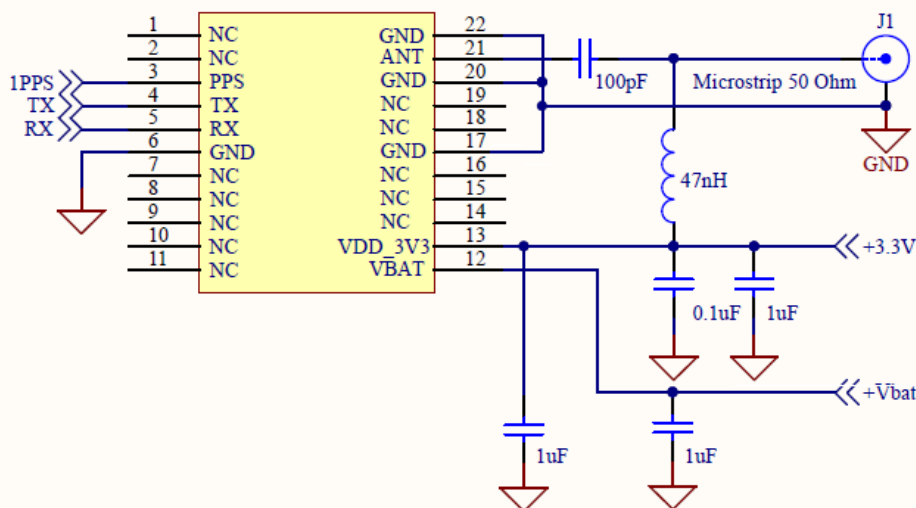 1 NC GND 22
2 NC ANT 21
1PPS 3 PPS GND 20
TX 4 TX NC 19
RX 5 RX NC 18
6 GND GND 17
7 NC NC 16
8 NC NC 15
9 NC NC 14
10 NC VDD_3V3 13
11 NC VBAT 12
J1
100pF Microstrip 50 Ohm
GND
47nH
+3.3V
0.1uF 1uF
+Vbat
1uF 1uF